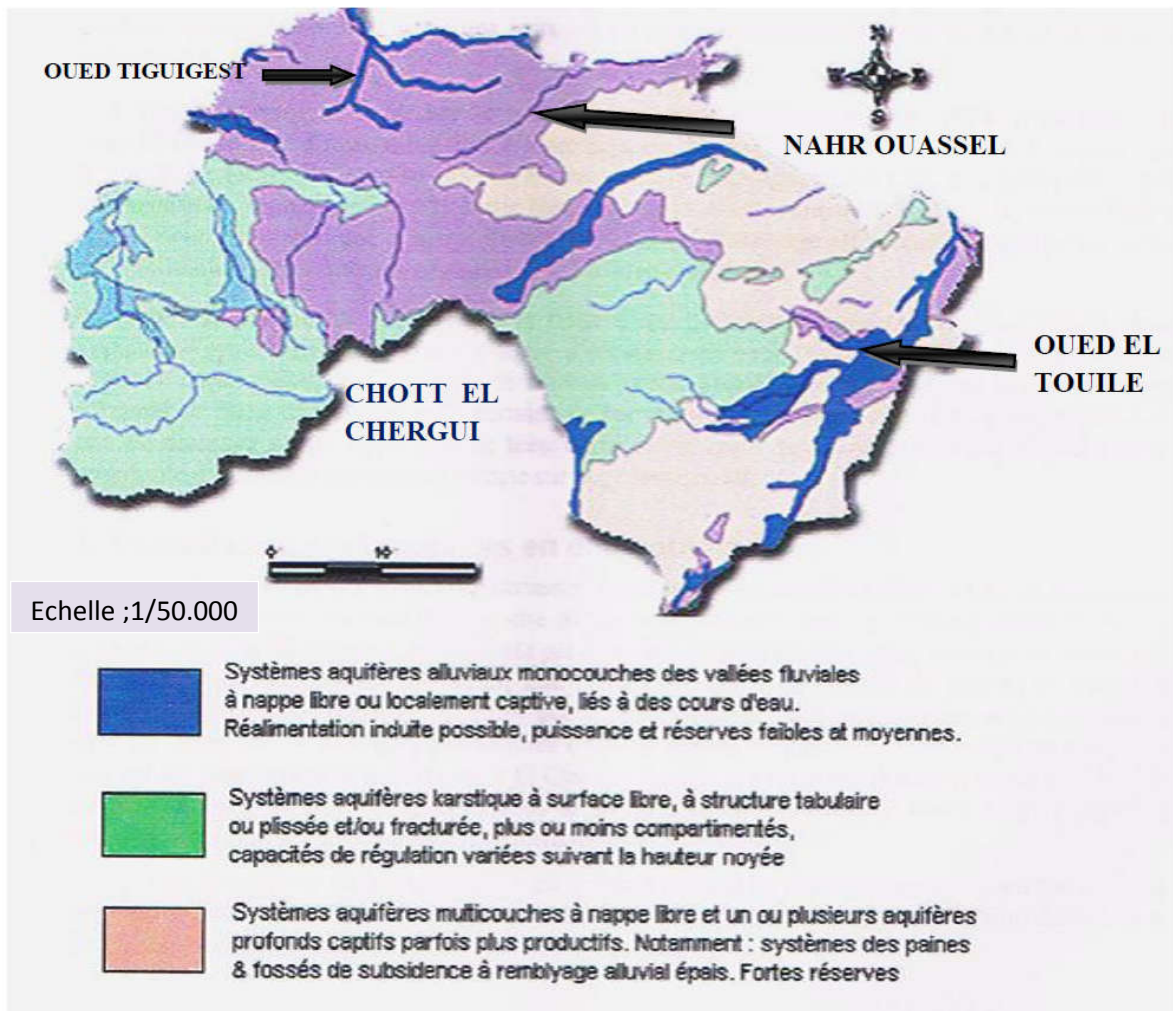 OUED TIGUIGEST
N
S
NAHR OUASSEL
OUED EL
TOUILE
CHOTT EL
CHERGUI
0 10
Echelle ;1/50.000
Systèmes aquifères alluviaux monocouches des vallées fluviales
à nappe libre ou localement captive, liés à des cours d'eau.
Réalimentation induite possible, puissance et réserves faibles at moyennes.
Systèmes aquifères karstique à surface libre, à structure tabulaire
ou plissée et/ou fracturée, plus ou moins compartimentés,
capacités de régulation variées suivant la hauteur noyée
Systèmes aquifères multicouches à nappe libre et un ou plusieurs aquifères
profonds captifs parfois plus productifs. Notamment : systèmes des paines
& fossés de subsidence à remblyage alluvial épais. Fortes réserves